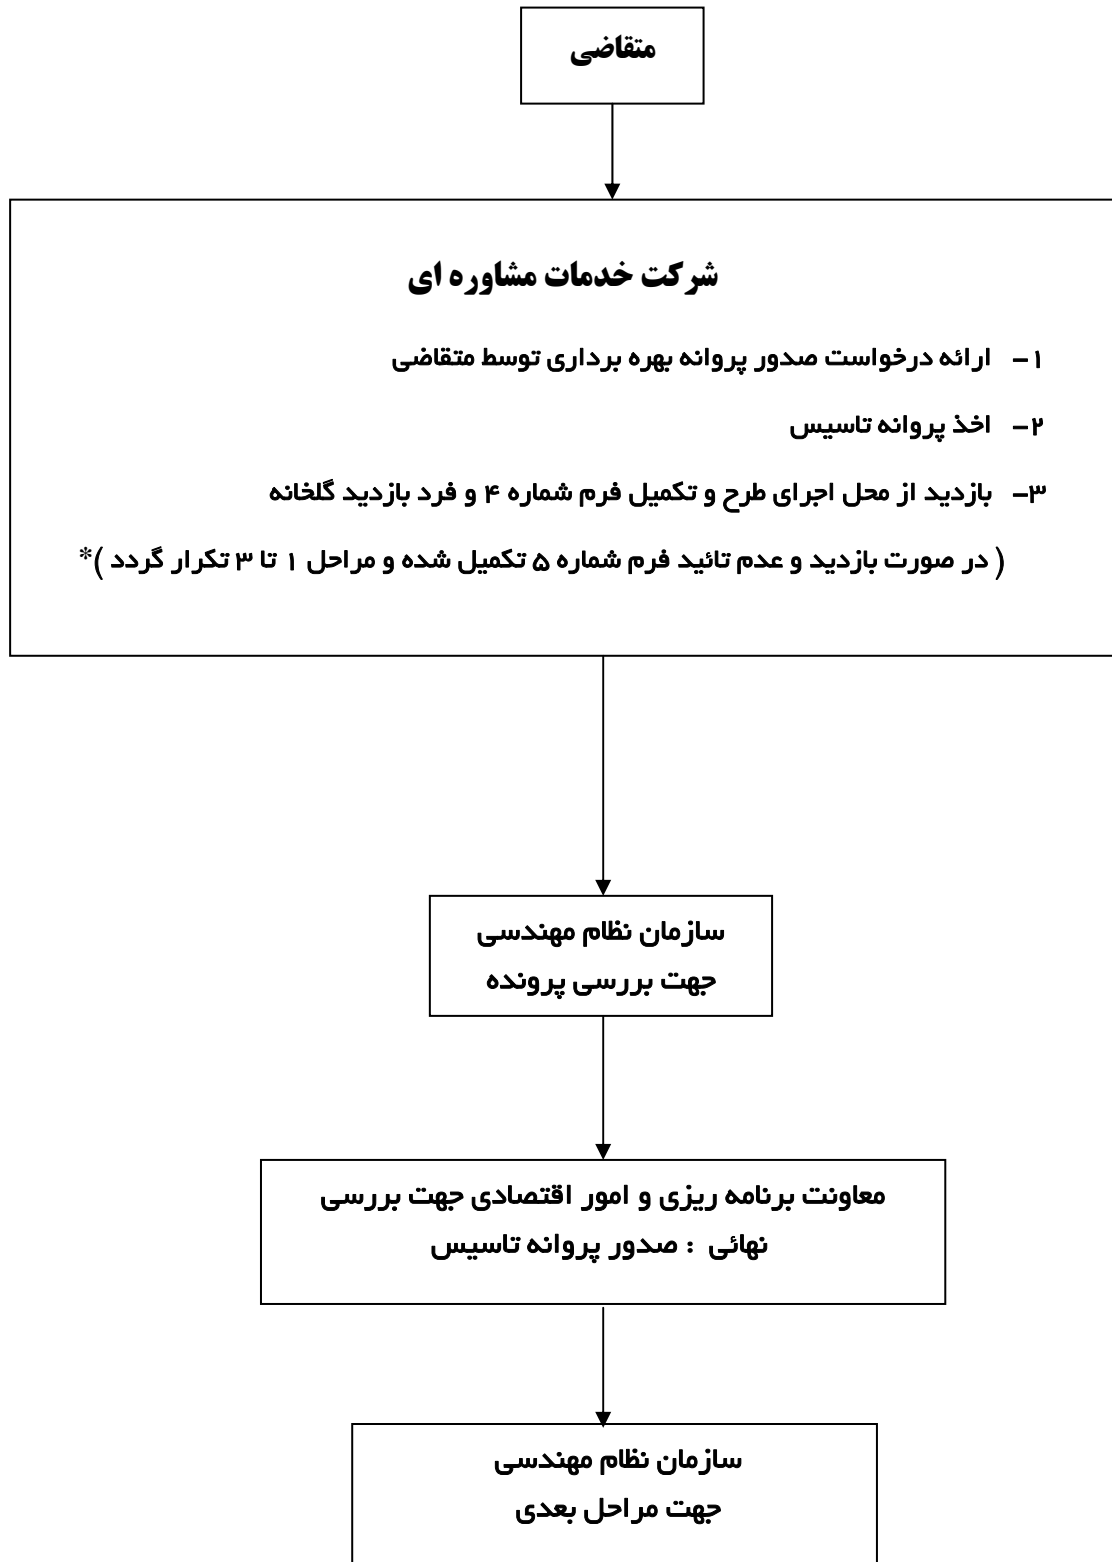 متقاضی
شرکت خدمات مشاوره ای
۱- ارائه درخواست صدور پروانه بهره برداری توسط متقاضی
۲- اخذ پروانه تاسیس
۳- بازدید از محل اجرای طرح و تکمیل فرم شماره ۴ و فرد بازدید گلخانه
( در صورت بازدید و عدم تائید فرم شماره ۵ تکمیل شده و مراحل ۱ تا ۳ تکرار گردد )*
سازمان نظام مهندسی
جهت بررسی پرونده
معاونت برنامه ریزی و امور اقتصادی جهت بررسی
نهائی : صدور پروانه تاسیس
سازمان نظام مهندسی
جهت مراحل بعدی